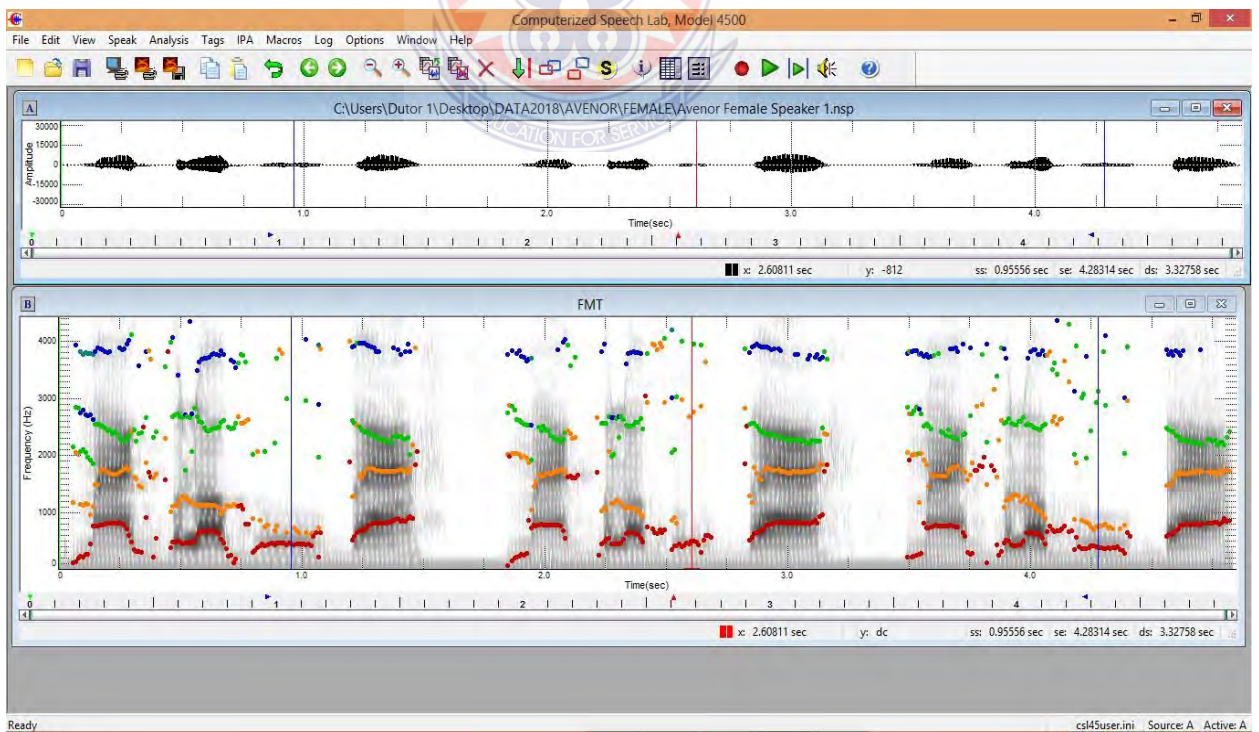 Computerized Speech Lab, Model 4500
File Edit View Speak Analysis Tags IPA Macros Log Options Window Help
EDUCATION FOR SERVICE
A
C:\Users\Dutor 1\Desktop\DATA2018\AVENOR\FEMALE\Avenor Female Speaker 1.nsp
30000
15000
0
-15000
-30000
Amplitude
0 1.0 2.0 3.0 4.0
Time(sec)
0 1 2 3 4
x: 2.60811 sec y: -812 ss: 0.95556 sec se: 4.28314 sec ds: 3.32758 sec
B
FMT
4000
3000
2000
1000
0
Frequency (Hz)
0 1.0 2.0 3.0 4.0
Time(sec)
0 1 2 3 4
x: 2.60811 sec y: dc ss: 0.95556 sec se: 4.28314 sec ds: 3.32758 sec
Ready csl45user.ini Source: A Active: A